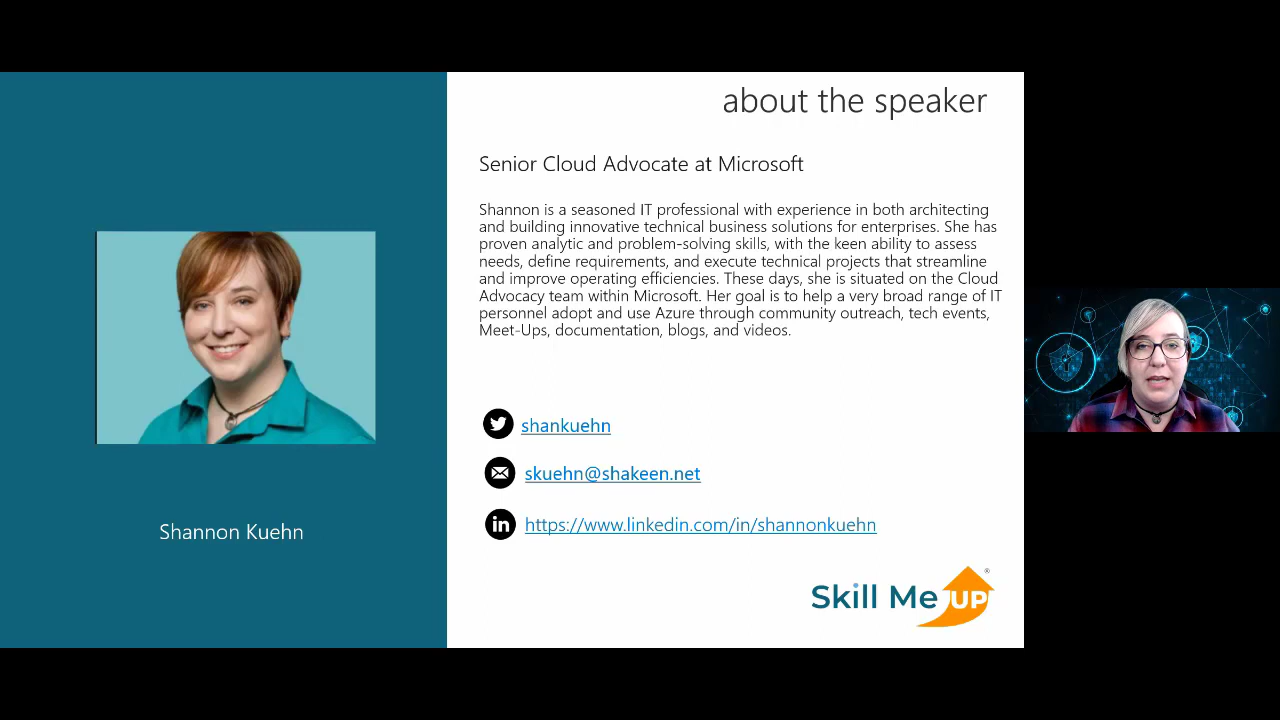 about the speaker
Senior Cloud Advocate at Microsoft
Shannon is a seasoned IT professional with experience in both architecting
and building innovative technical business solutions for enterprises. She has
proven analytic and problem-solving skills, with the keen ability to assess
needs, define requirements, and execute technical projects that streamline
and improve operating efficiencies. These days, she is situated on the Cloud
Advocacy team within Microsoft. Her goal is to help a very broad range of IT
personnel adopt and use Azure through community outreach, tech events,
Meet-Ups, documentation, blogs, and videos.
shankuehn
skuehn@shakeen.net
in https://www.linkedin.com/in/shannonkuehn
Shannon Kuehn
Skill Me UP®